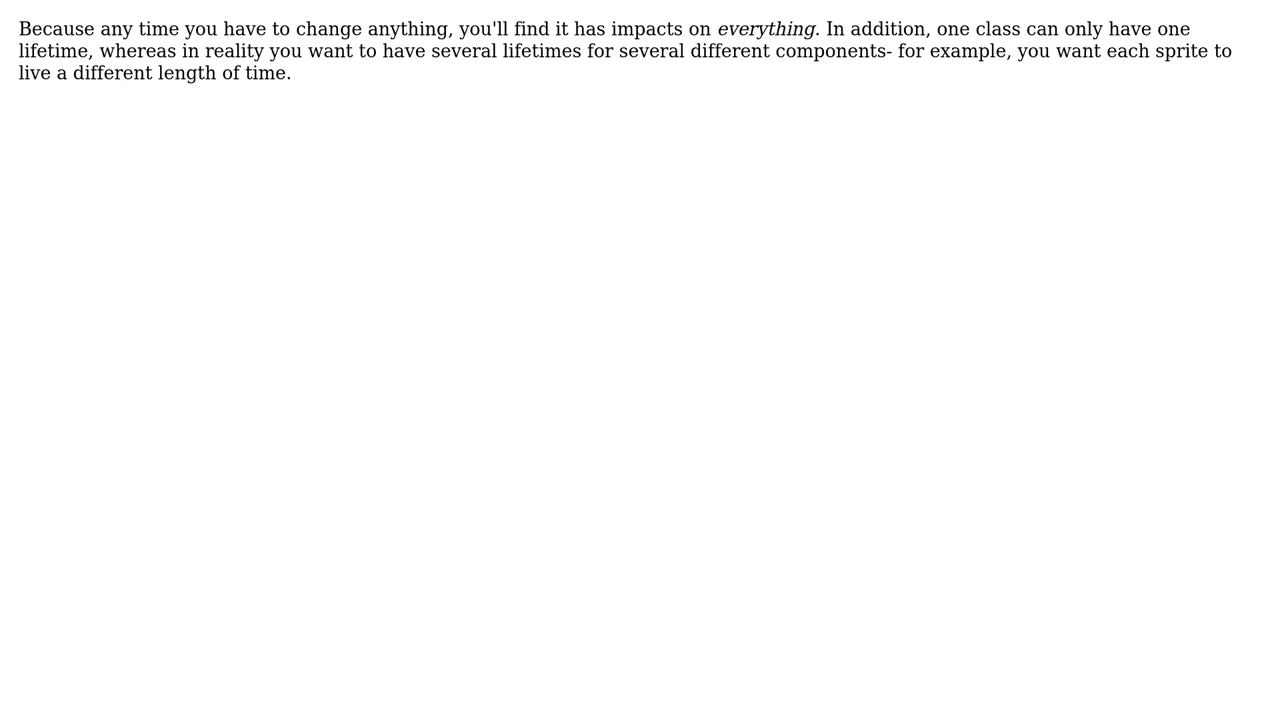 Because any time you have to change anything, you'll find it has impacts on everything. In addition, one class can only have one
lifetime, whereas in reality you want to have several lifetimes for several different components- for example, you want each sprite to
live a different length of time.